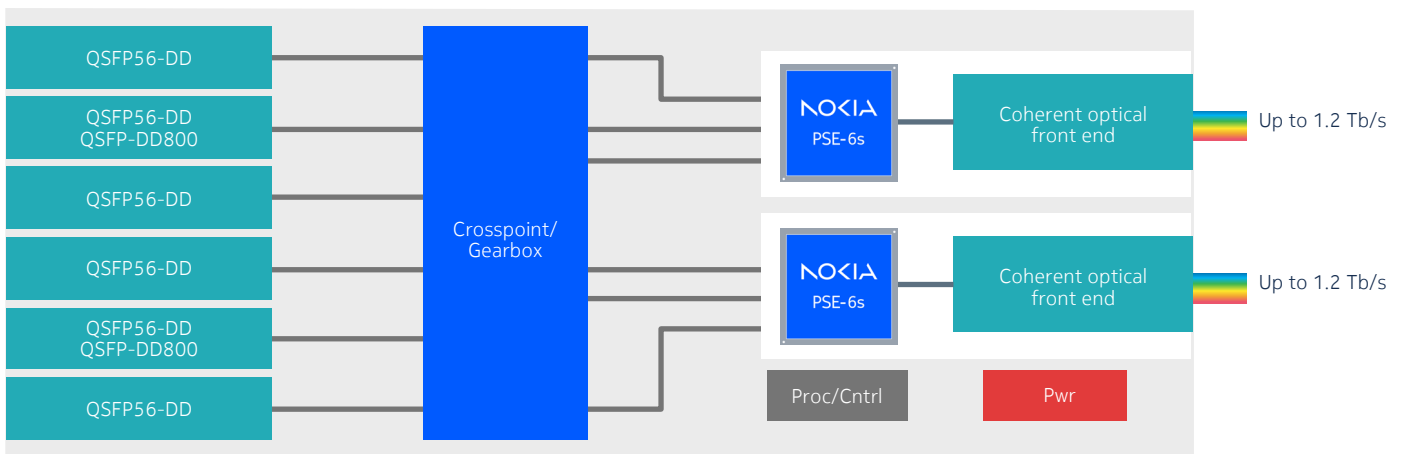 QSFP56-DD
QSFP56-DD
QSFP-DD800
QSFP56-DD
QSFP56-DD
QSFP56-DD
QSFP-DD800
QSFP56-DD
Crosspoint/
Gearbox
NOKIA
PSE-6s
Coherent optical
front end
Up to 1.2 Tb/s
NOKIA
PSE-6s
Coherent optical
front end
Up to 1.2 Tb/s
Proc/Cntrl
Pwr